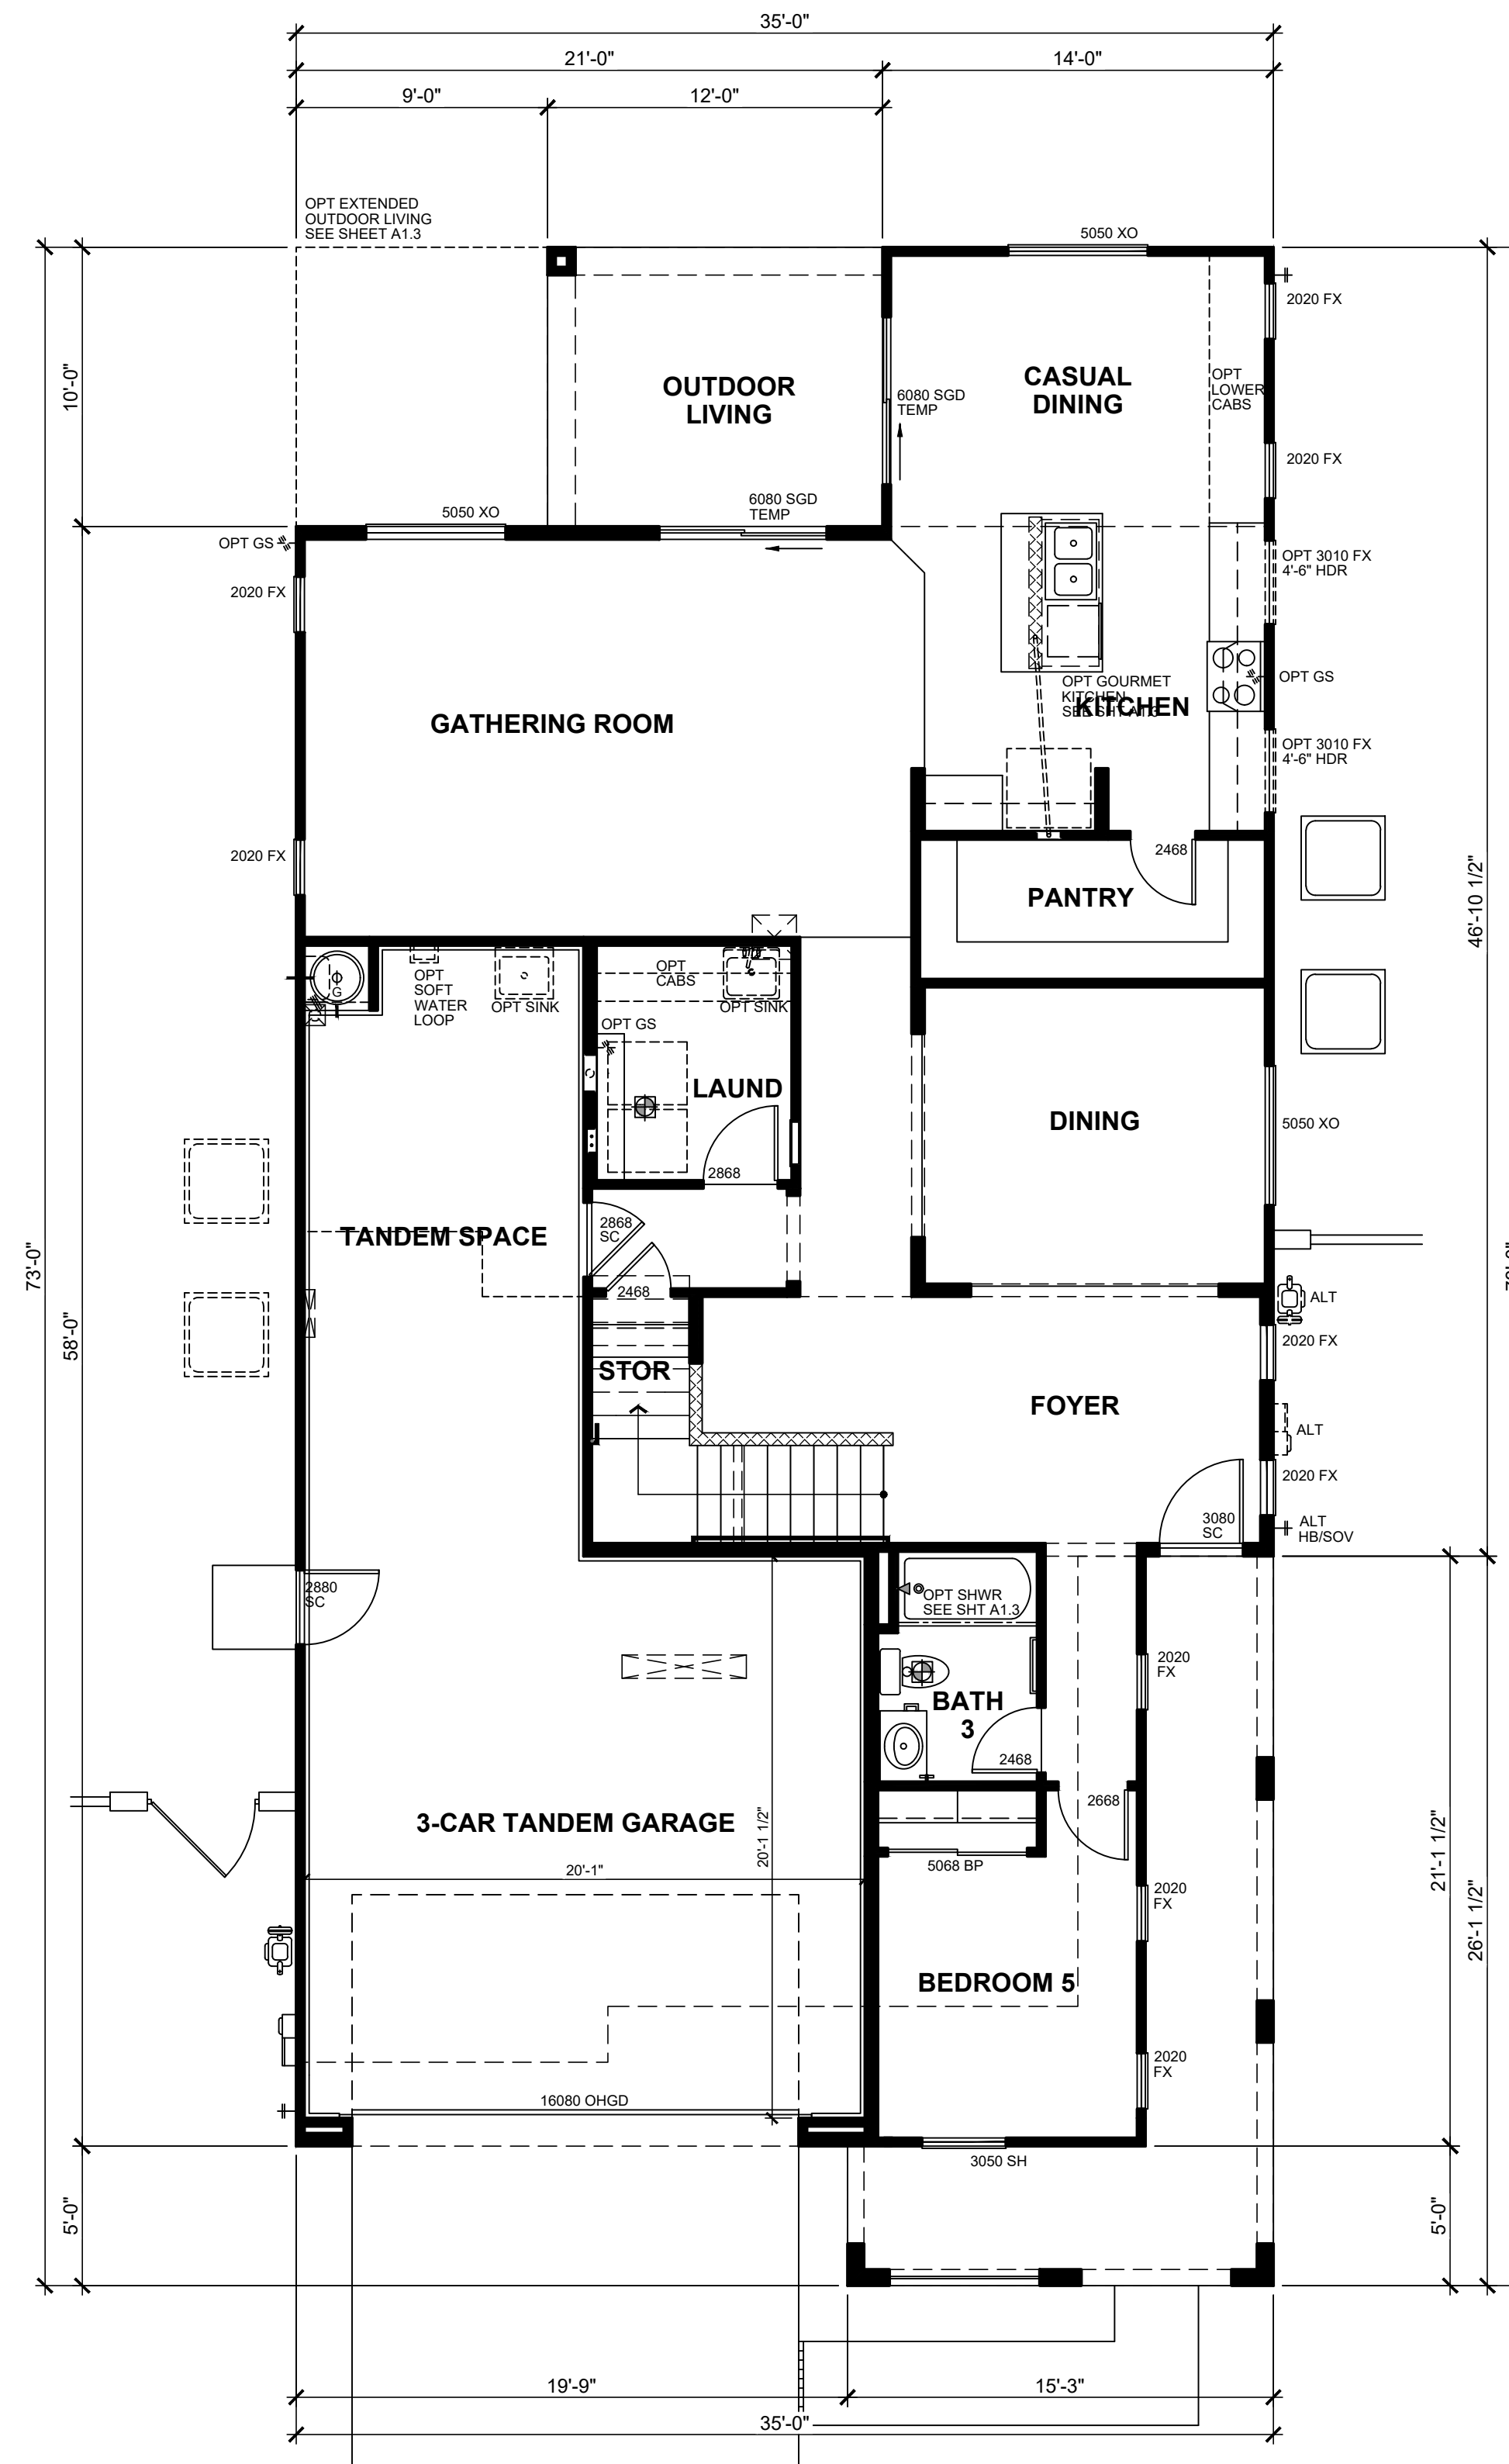 35'-0"
21'-0"
14'-0"
9'-0"
12'-0"
OPT EXTENDED
OUTDOOR LIVING
SEE SHEET A1.3
5050 XO
2020 FX
10'-0"
OUTDOOR
LIVING
CASUAL
DINING
OPT
LOWER
CABS
6080 SGD
TEMP
2020 FX
5050 XO
6080 SGD
TEMP
OPT GS
2020 FX
OPT 3010 FX
4'-6" HDR
OPT GS
OPT GOURMET
KITCHEN
SEE SHT A1.3
KITCHEN
GATHERING ROOM
OPT 3010 FX
4'-6" HDR
2020 FX
2468
PANTRY
46'-10 1/2"
G
OPT
SOFT
WATER
LOOP
OPT SINK
OPT
CABS
OPT SINK
OPT GS
LAUND
DINING
5050 XO
2868
TANDEM SPACE
2868
SC
2468
73'-0"
58'-0"
ALT
2020 FX
STOR
FOYER
ALT
2020 FX
3080
SC
ALT
HB/SOV
2880
SC
OPT SHWR
SEE SHT A1.3
2020
FX
BATH
3
2468
2668
3-CAR TANDEM GARAGE
20'-1 1/2"
20'-1"
5068 BP
2020
FX
21'-1 1/2"
26'-1 1/2"
BEDROOM 5
2020
FX
16080 OHGD
3050 SH
5'-0"
5'-0"
19'-9"
15'-3"
35'-0"